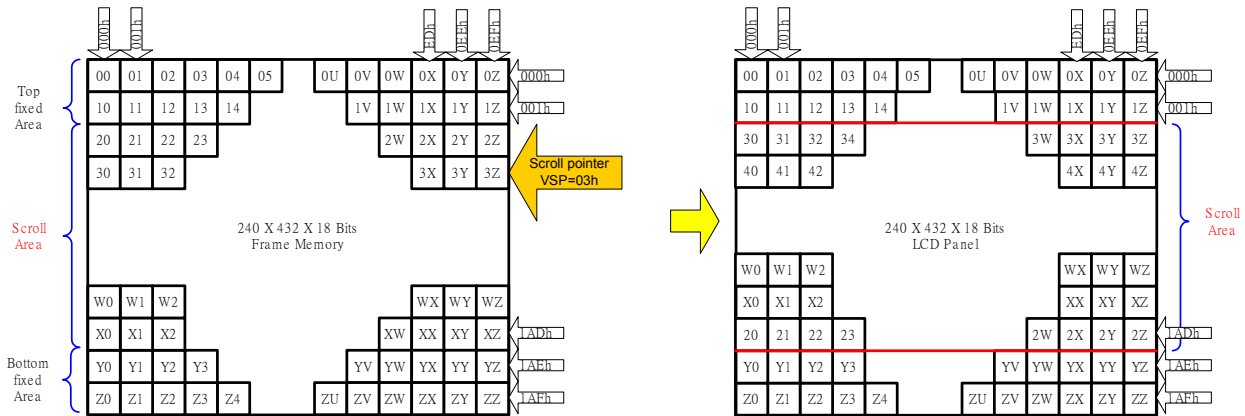 000h 001h 0EDh 0EEh 0EFh
00 01 02 03 04 05 0U 0V 0W 0X 0Y 0Z 000h
10 11 12 13 14 1V 1W 1X 1Y 1Z 001h
20 21 22 23 2W 2X 2Y 2Z
30 31 32 3X 3Y 3Z
Top
fixed
Area
Scroll
Area
Scroll pointer
VSP=03h
240 X 432 X 18 Bits
Frame Memory
W0 W1 W2 WX WY WZ
X0 X1 X2 XW XX XY XZ 1ADh
Y0 Y1 Y2 Y3 YV YW YX YY YZ 1AEh
Z0 Z1 Z2 Z3 Z4 ZU ZV ZW ZX ZY ZZ 1AFh
Bottom
fixed
Area
000h 001h 0EDh 0EEh 0EFh
00 01 02 03 04 05 0U 0V 0W 0X 0Y 0Z 000h
10 11 12 13 14 1V 1W 1X 1Y 1Z 001h
30 31 32 34 3W 3X 3Y 3Z
40 41 42 4X 4Y 4Z
240 X 432 X 18 Bits
LCD Panel
Scroll
Area
W0 W1 W2 WX WY WZ
X0 X1 X2 XX XY XZ
20 21 22 23 2W 2X 2Y 2Z 1ADh
Y0 Y1 Y2 Y3 YV YW YX YY YZ 1AEh
Z0 Z1 Z2 Z3 Z4 ZU ZV ZW ZX ZY ZZ 1AFh